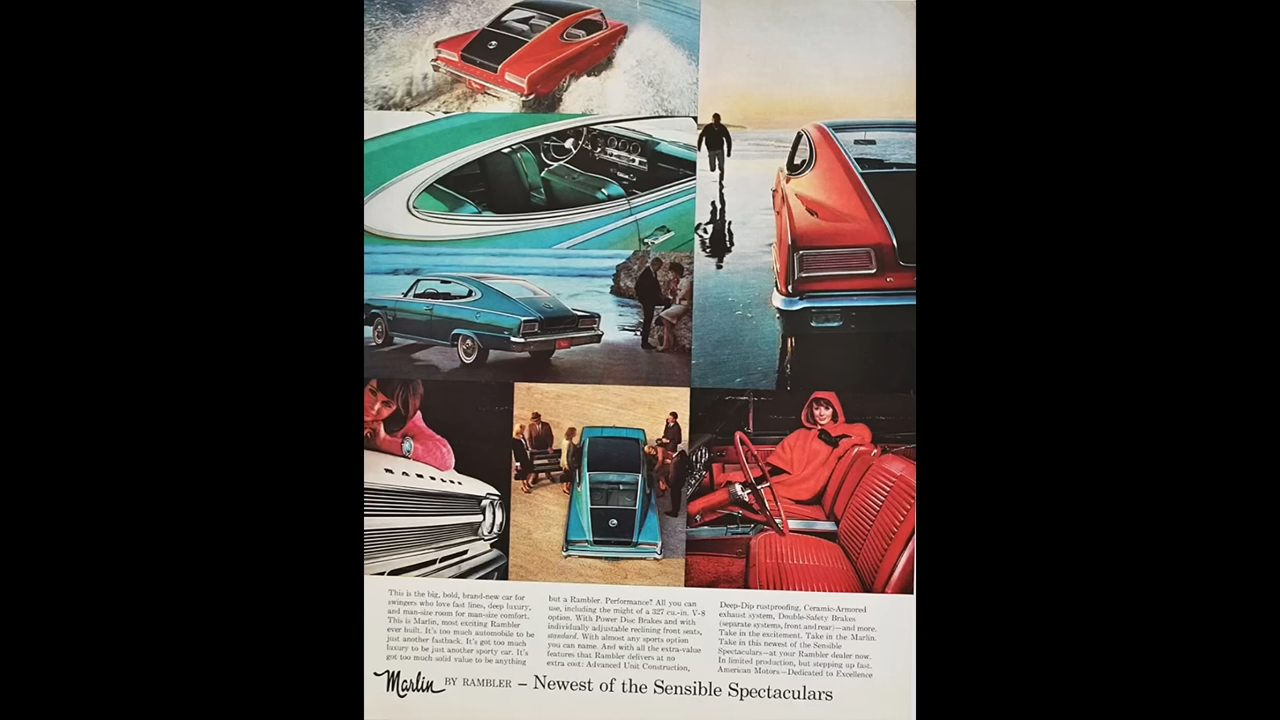 RAMBLER
This is the big, bold, brand-new car for
swingers who love fast lines, deep luxury,
and man-size room for man-size comfort.
This is Marlin, most exciting Rambler
ever built. It's too much automobile to be
just another fastback. It's got too much
luxury to be just another sporty car. It's
got too much solid value to be anything
but a Rambler. Performance? All you can
use, including the might of a 327 cu.-in. V-8
option. With Power Disc Brakes and with
individually adjustable reclining front seats,
standard. With almost any sports option
you can name. And with all the extra-value
features that Rambler delivers at no
extra cost: Advanced Unit Construction,
Deep-Dip rustproofing, Ceramic-Armored
exhaust system, Double-Safety Brakes
(separate systems, front and rear)—and more.
Take in the excitement. Take in the Marlin.
Take in this newest of the Sensible
Spectaculars—at your Rambler dealer now.
In limited production, but stepping up fast.
American Motors—Dedicated to Excellence
Marlin BY RAMBLER – Newest of the Sensible Spectaculars